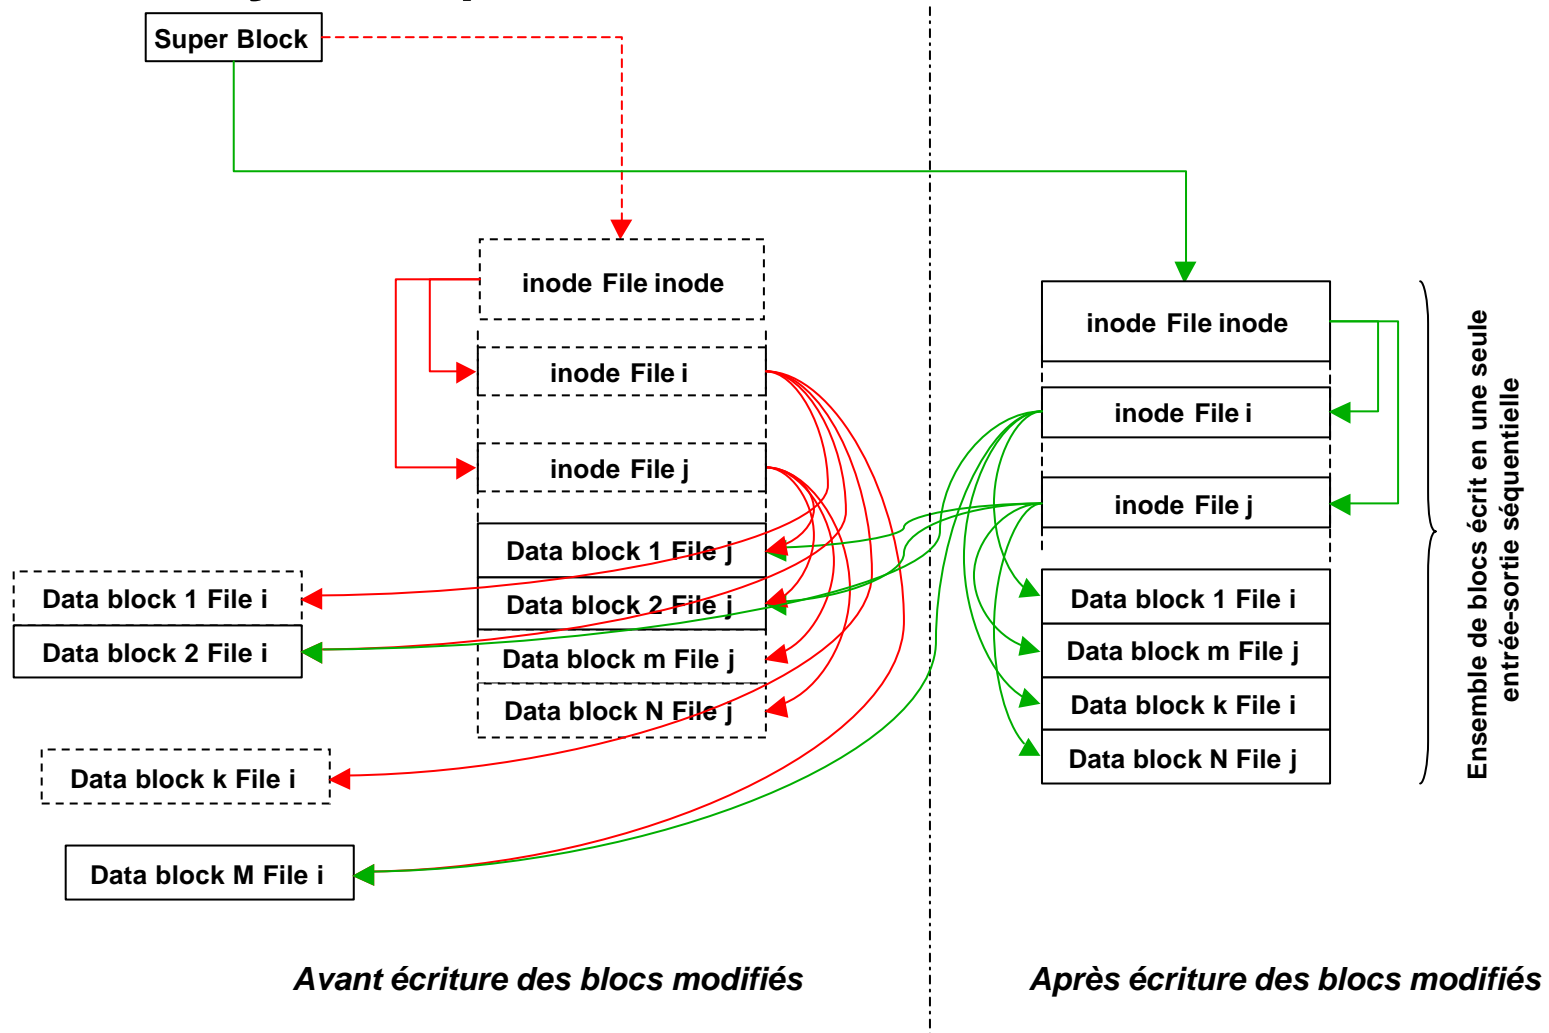 Super Block
inode File inode
inode File i
inode File j
Data block 1 File j
Data block 2 File j
Data block m File j
Data block N File j
Data block 1 File i
Data block 2 File i
Data block k File i
Data block M File i
inode File inode
inode File i
inode File j
Data block 1 File i
Data block m File j
Data block k File i
Data block N File j
Ensemble de blocs écrit en une seule
entrée-sortie séquentielle
Avant écriture des blocs modifiés
Après écriture des blocs modifiés